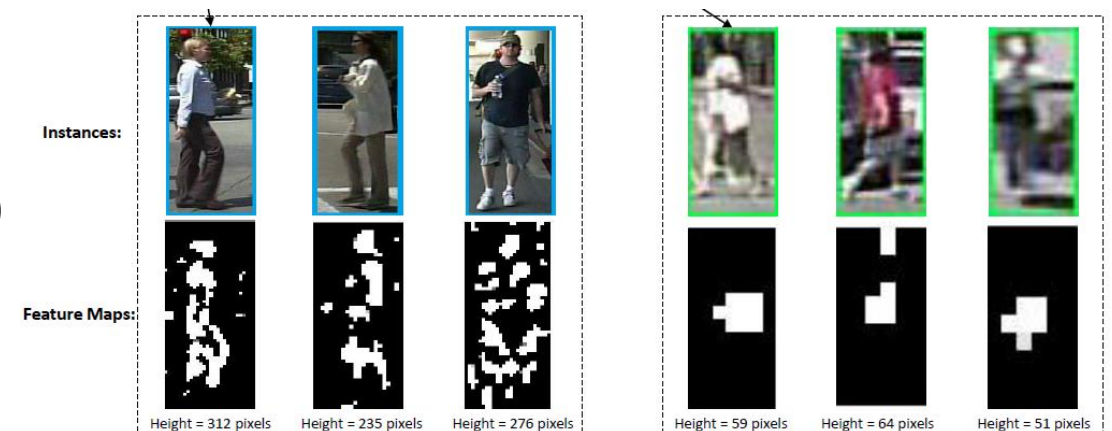 Instances:
Feature Maps:
Height = 312 pixels Height = 235 pixels Height = 276 pixels Height = 59 pixels Height = 64 pixels Height = 51 pixels